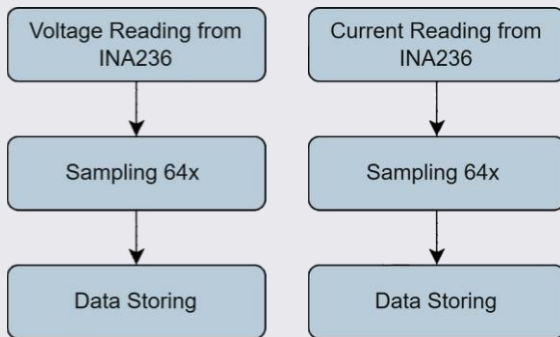 Voltage Reading from
INA236
Sampling 64x
Data Storing
Current Reading from
INA236
Sampling 64x
Data Storing